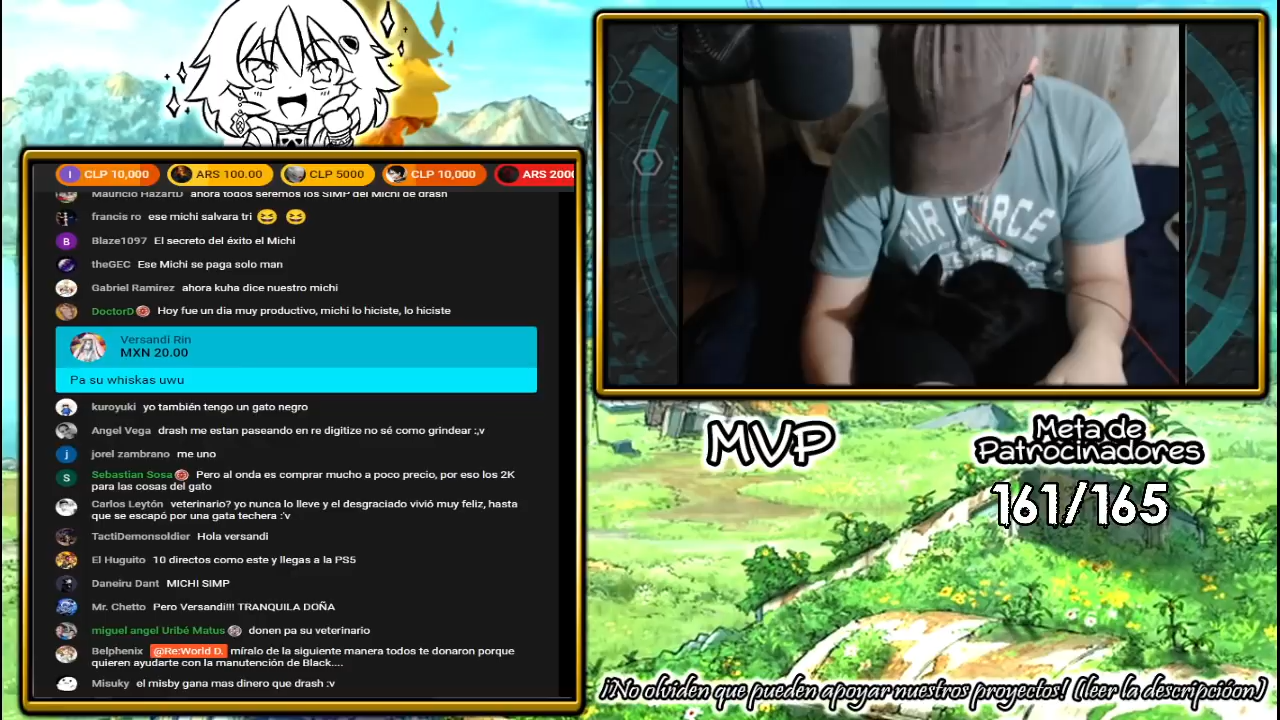 CLP 10,000 ARS 100.00 CLP 5000 CLP 10,000 ARS 2000
Mauricio HazartD ahora todos seremos los SIMP del Michi de drash
francis ro ese michi salvara tri
B Blaze1097 El secreto del éxito el Michi
theGEC Ese Michi se paga solo man
Gabriel Ramirez ahora kuha dice nuestro michi
DoctorD Hoy fue un dia muy productivo, michi lo hiciste, lo hiciste
Versandi Rin
MXN 20.00
Pa su whiskas uwu
kuroyuki yo también tengo un gato negro
Angel Vega drash me estan paseando en re digitize no sé como grindear :,v
j jorel zambrano me uno
S Sebastian Sosa Pero al onda es comprar mucho a poco precio, por eso los 2K
para las cosas del gato
Carlos Leytón veterinario? yo nunca lo lleve y el desgraciado vivió muy feliz, hasta
que se escapó por una gata techera :'v
TactiDemonsoldier Hola versandi
El Huguito 10 directos como este y llegas a la PS5
Daneiru Dant MICHI SIMP
Mr. Chetto Pero Versandi!!! TRANQUILA DOÑA
miguel angel Uribé Matus donen pa su veterinario
Belphenix @Re:World D. míralo de la siguiente manera todos te donaron porque
quieren ayudarte con la manutención de Black....
Misuky el misby gana mas dinero que drash :v
AIR FORCE
MVP
Meta de
Patrocinadores
161/165
¡No olviden que pueden apoyar nuestros proyectos! (leer la descripcióon)